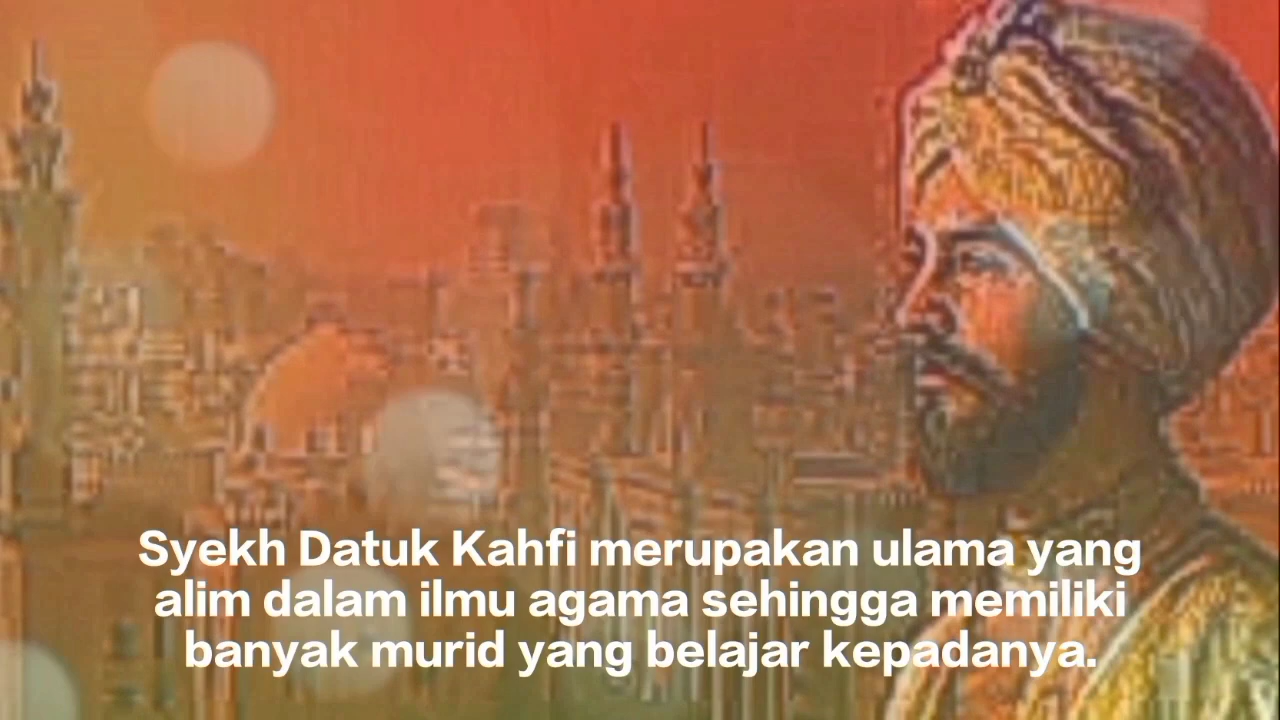 Syekh Datuk Kahfi merupakan ulama yang
alim dalam ilmu agama sehingga memiliki
banyak murid yang belajar kepadanya.